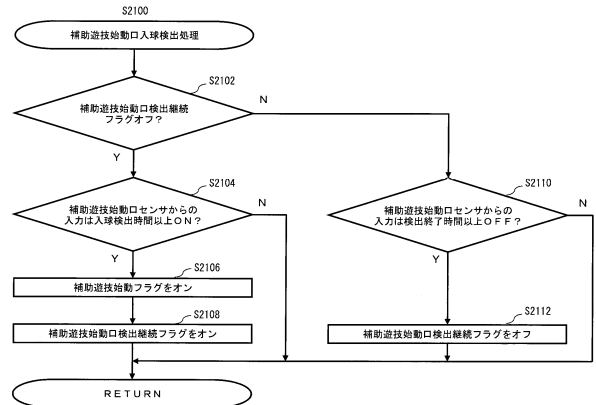 S2100
補助遊技始動口入球検出処理
S2102
補助遊技始動口検出継続
フラグオフ?
N
Y
S2104
補助遊技始動口センサからの
入力は入球検出時間以上ON?
N
Y
S2110
補助遊技始動口センサからの
入力は検出終了時間以上OFF?
N
Y
S2106
補助遊技始動フラグをオン
S2108
補助遊技始動口検出継続フラグをオン
S2112
補助遊技始動口検出継続フラグをオフ
RETURN